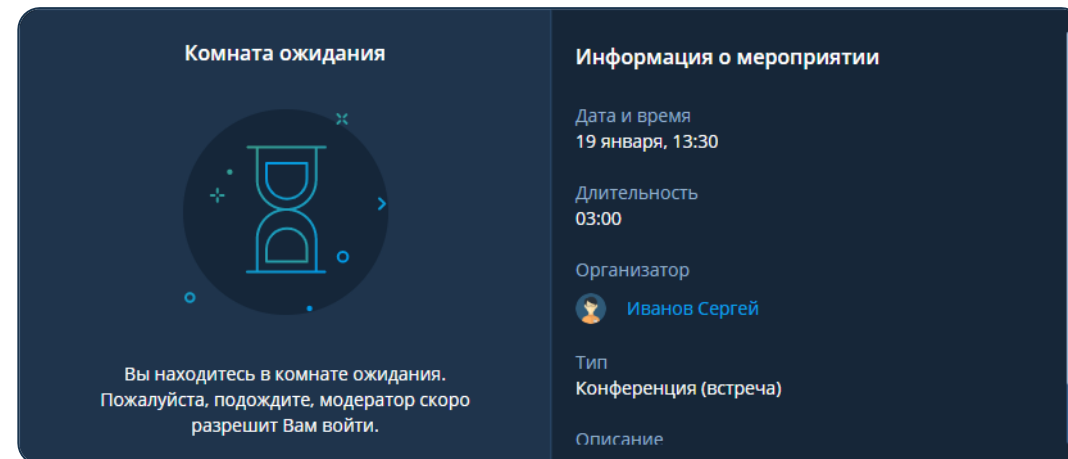 Комната ожидания
Вы находитесь в комнате ожидания.
Пожалуйста, подождите, модератор скоро
разрешит Вам войти.
Информация о мероприятии
Дата и время
19 января, 13:30
Длительность
03:00
Организатор
Иванов Сергей
Тип
Конференция (встреча)
Описание